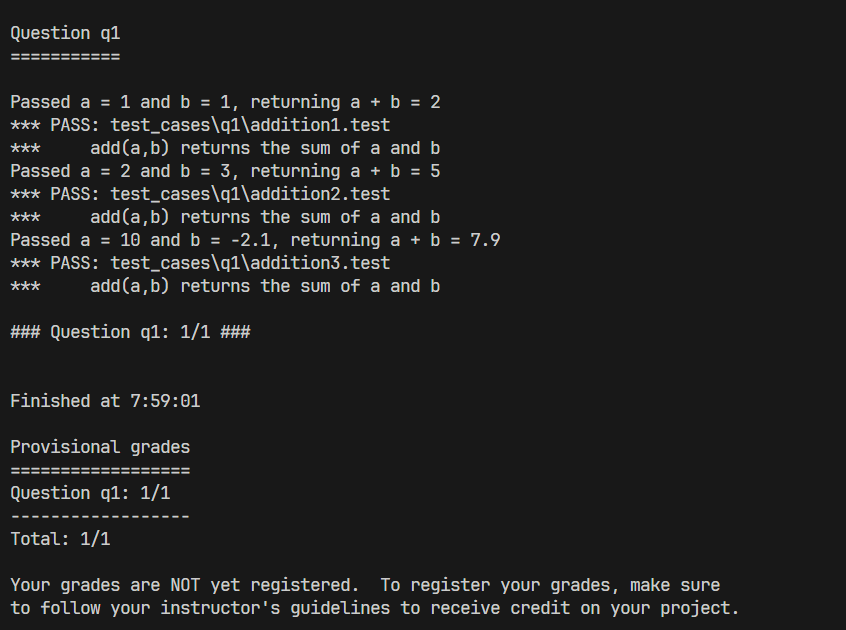 Question q1
===========
Passed a = 1 and b = 1, returning a + b = 2
*** PASS: test_cases\q1\addition1.test
***     add(a,b) returns the sum of a and b
Passed a = 2 and b = 3, returning a + b = 5
*** PASS: test_cases\q1\addition2.test
***     add(a,b) returns the sum of a and b
Passed a = 10 and b = -2.1, returning a + b = 7.9
*** PASS: test_cases\q1\addition3.test
***     add(a,b) returns the sum of a and b
### Question q1: 1/1 ###
Finished at 7:59:01
Provisional grades
==================
Question q1: 1/1
------------------
Total: 1/1
Your grades are NOT yet registered.  To register your grades, make sure
to follow your instructor's guidelines to receive credit on your project.